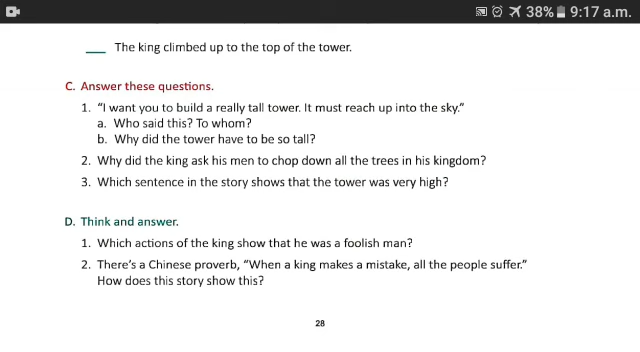 38% 9:17 a.m.
___ The king climbed up to the top of the tower.
C. Answer these questions.
1. “I want you to build a really tall tower. It must reach up into the sky.”
a. Who said this? To whom?
b. Why did the tower have to be so tall?
2. Why did the king ask his men to chop down all the trees in his kingdom?
3. Which sentence in the story shows that the tower was very high?
D. Think and answer.
1. Which actions of the king show that he was a foolish man?
2. There’s a Chinese proverb, “When a king makes a mistake, all the people suffer.”
How does this story show this?
28